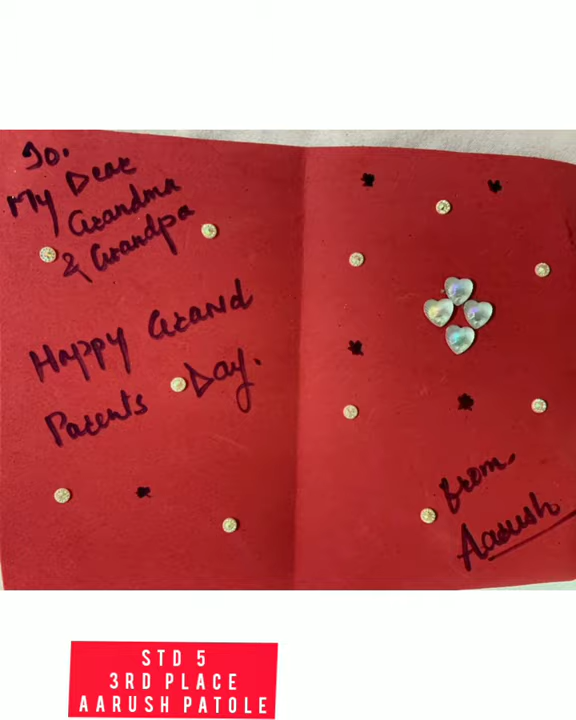 To.
My Dear
Grandma
& Grandpa
Happy Grand
Parents Day.
From.
Aarush
STD 5
3RD PLACE
AARUSH PATOLE